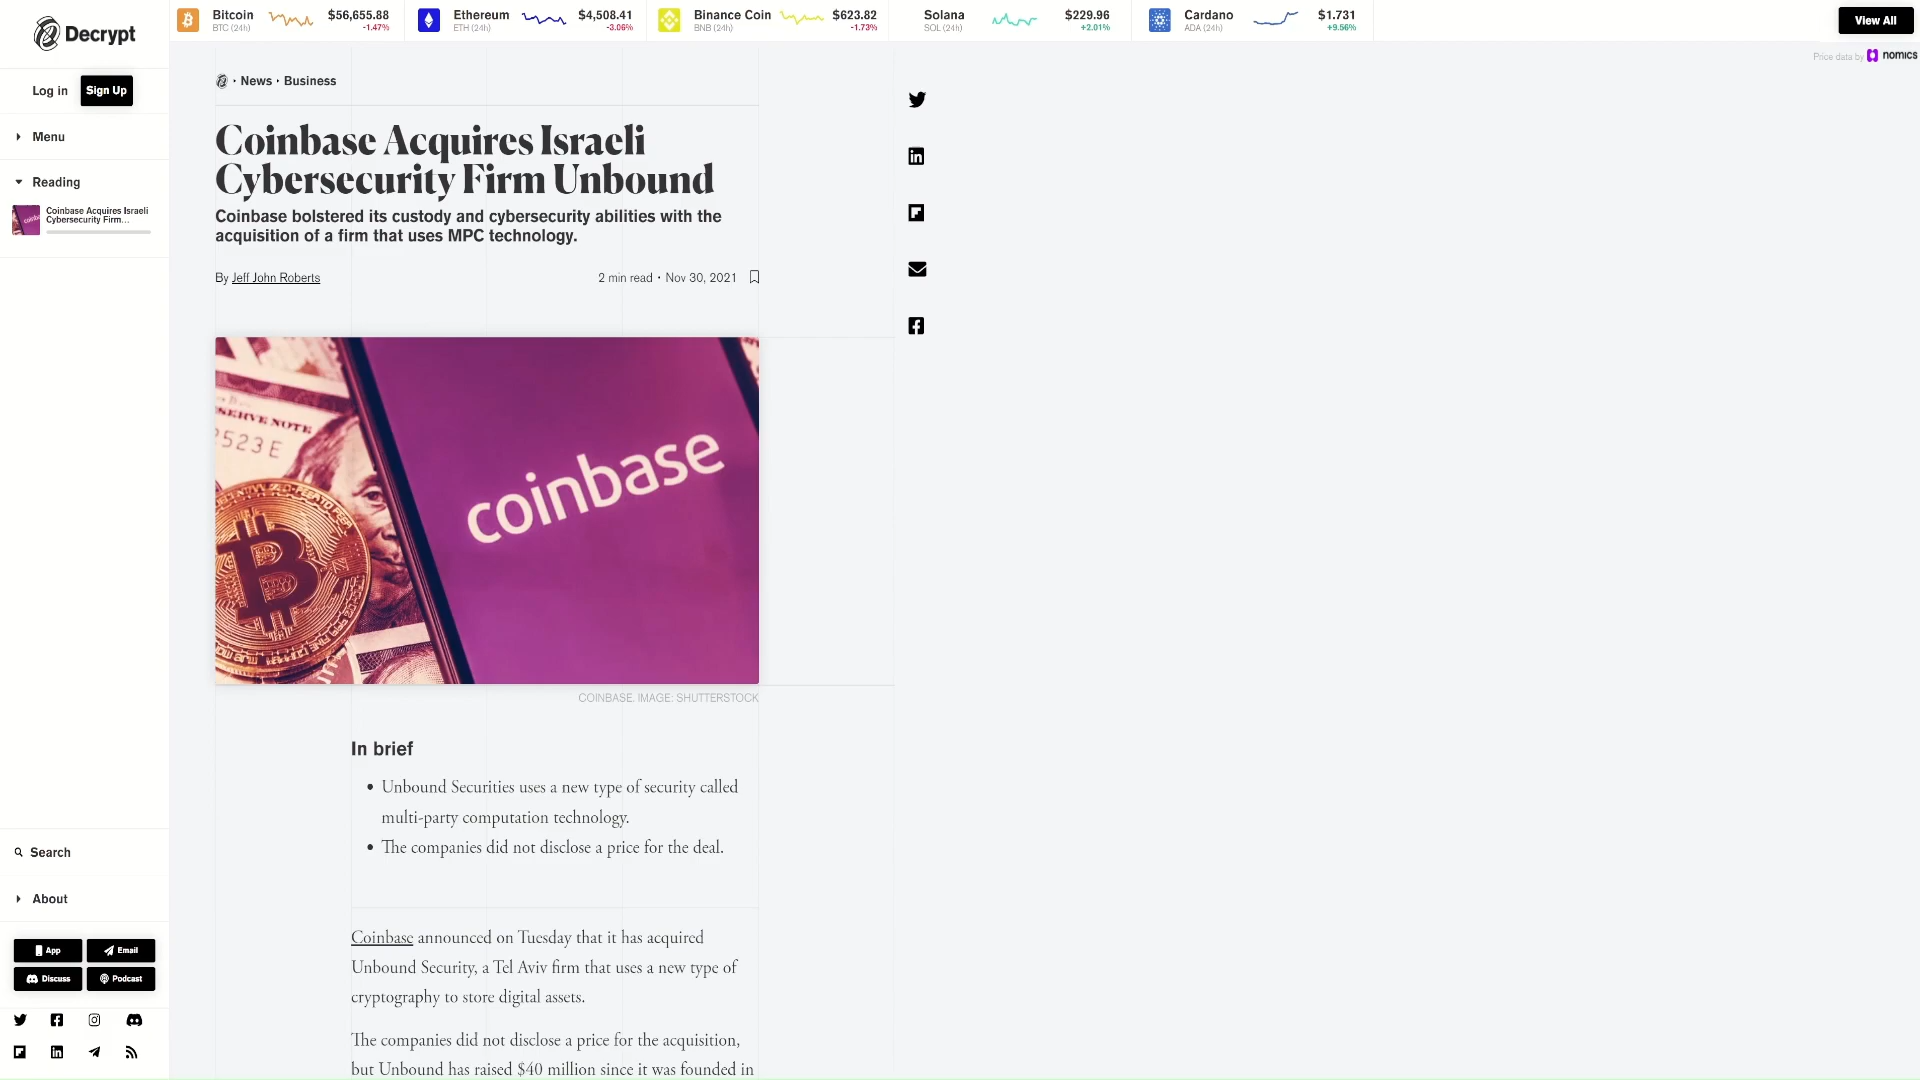 Decrypt
Bitcoin
BTC (24h)
$56,655.88
-1.47%
Ethereum
ETH (24h)
$4,508.41
-3.06%
Binance Coin
BNB (24h)
$623.82
-1.73%
Solana
SOL (24h)
$229.96
+2.01%
Cardano
ADA (24h)
$1.731
+9.56%
View All
Price data by nomics
Log in
Sign Up
Menu
Reading
Coinbase Acquires Israeli
Cybersecurity Firm...
Search
About
App
Email
Discuss
Podcast
· News · Business
Coinbase Acquires Israeli
Cybersecurity Firm Unbound
Coinbase bolstered its custody and cybersecurity abilities with the
acquisition of a firm that uses MPC technology.
By Jeff John Roberts
2 min read · Nov 30, 2021
SERVE NOTE
2523E
coinbase
COINBASE. IMAGE: SHUTTERSTOCK
In brief
• Unbound Securities uses a new type of security called
multi-party computation technology.
• The companies did not disclose a price for the deal.
Coinbase announced on Tuesday that it has acquired
Unbound Security, a Tel Aviv firm that uses a new type of
cryptography to store digital assets.
The companies did not disclose a price for the acquisition,
but Unbound has raised $40 million since it was founded in